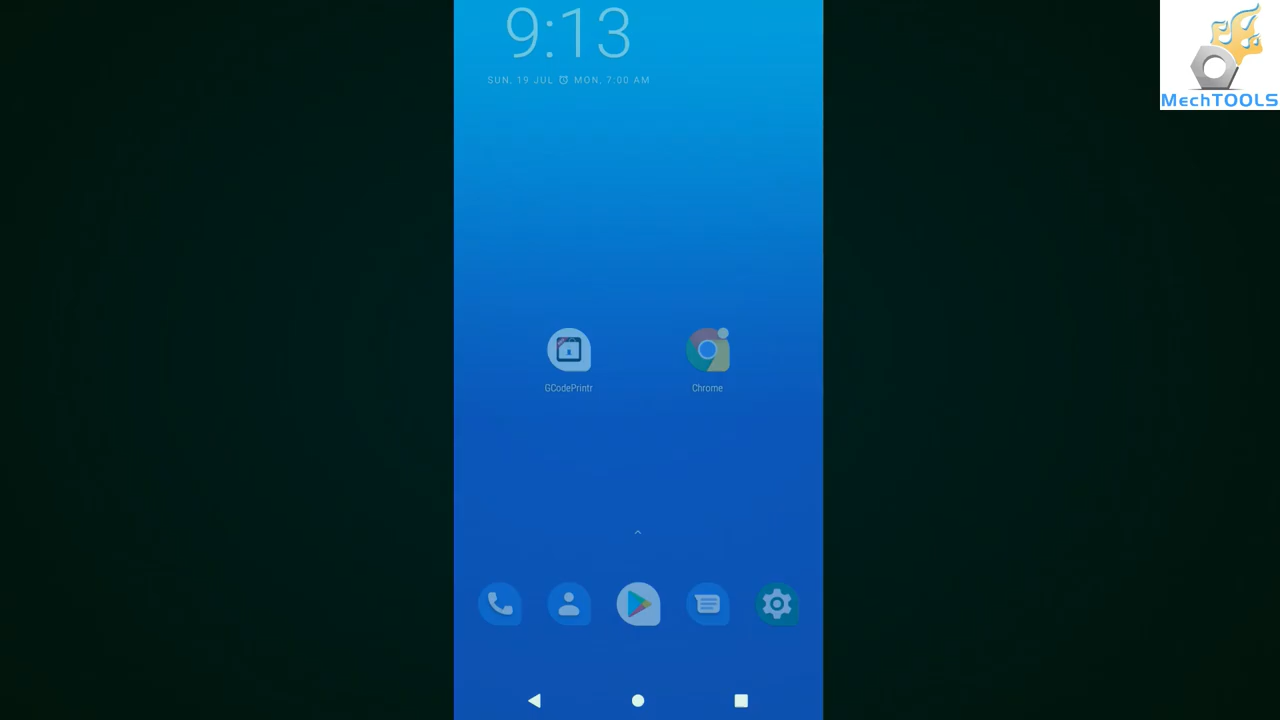 9:13
SUN, 19 JUL MON, 7:00 AM
MechTOOLS
GCodePrintr
Chrome